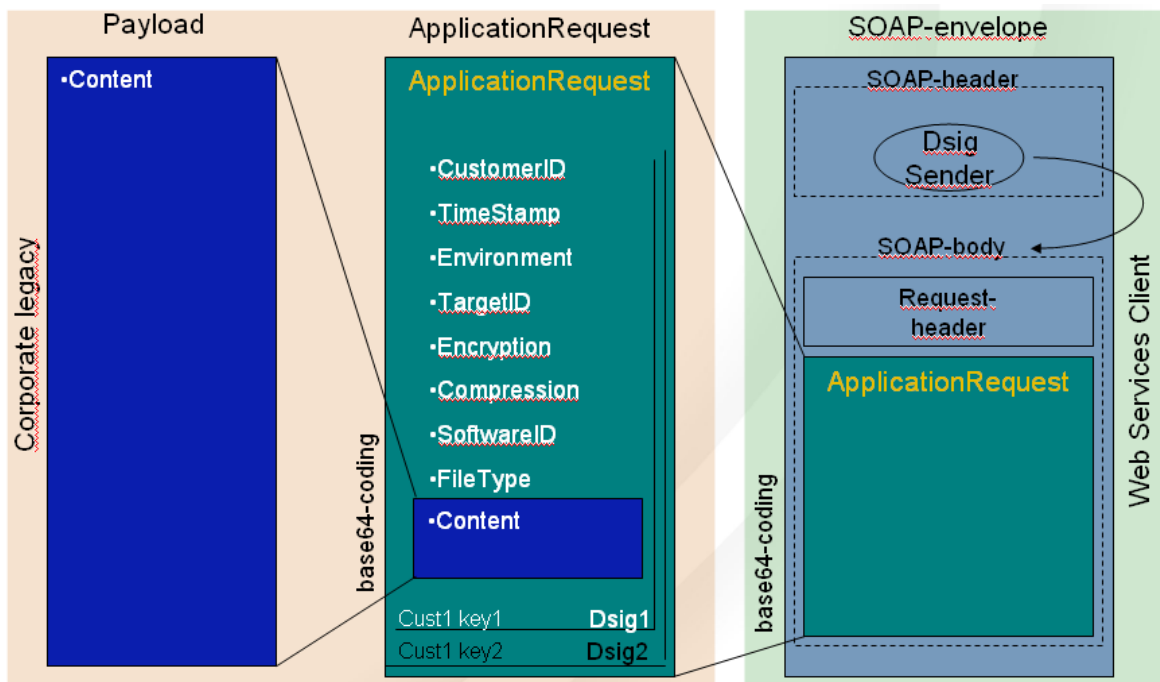 Payload
•Content
Corporate legacy
ApplicationRequest
ApplicationRequest
•CustomerID
•TimeStamp
•Environment
•TargetID
•Encryption
•Compression
•SoftwareID
•FileType
•Content
base64-coding
Cust1 key1 Dsig1
Cust1 key2 Dsig2
SOAP-envelope
SOAP-header
Dsig
Sender
SOAP-body
Request-
header
ApplicationRequest
base64-coding
Web Services Client